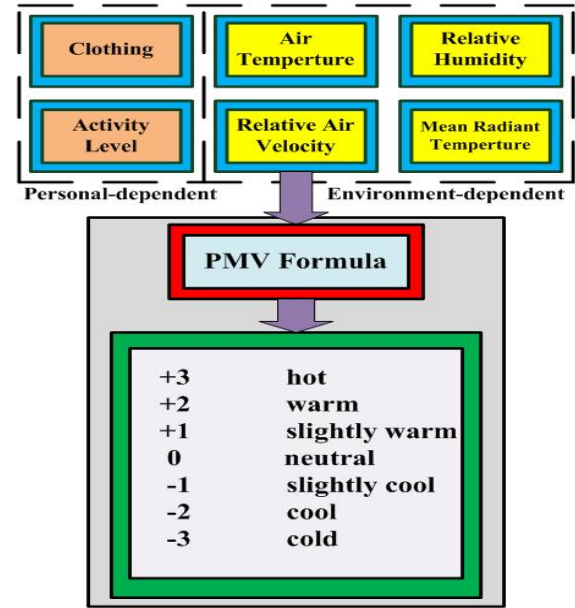 Clothing
Air
Temperture
Relative
Humidity
Activity
Level
Relative Air
Velocity
Mean Radiant
Temperture
Personal-dependent
Environment-dependent
PMV Formula
+3 hot
+2 warm
+1 slightly warm
0 neutral
-1 slightly cool
-2 cool
-3 cold